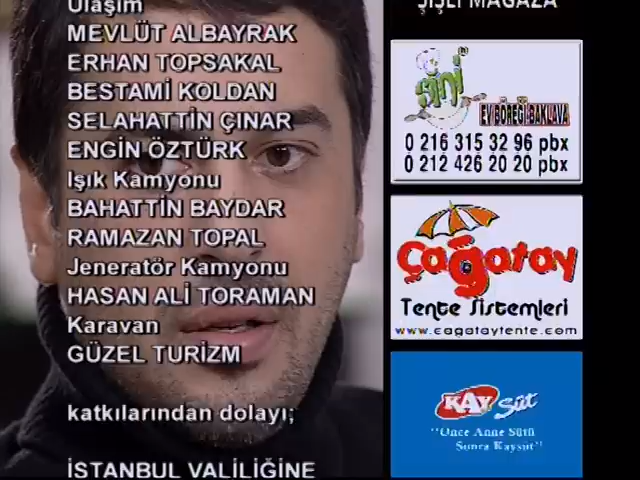 Ulaşım
MEVLÜT ALBAYRAK
ERHAN TOPSAKAL
BESTAMİ KOLDAN
SELAHATTİN ÇINAR
ENGİN ÖZTÜRK
Işık Kamyonu
BAHATTİN BAYDAR
RAMAZAN TOPAL
Jeneratör Kamyonu
HASAN ALİ TORAMAN
Karavan
GÜZEL TURİZM
katkılarından dolayı;
İSTANBUL VALİLİĞİNE
ŞİŞLİ MAĞAZA
sini
EV BÖREĞİ BAKLAVA
0 216 315 32 96 pbx
0 212 426 20 20 pbx
Çağatay
Tente Sistemleri
www.cagataytente.com
KAY Süt
"Önce Anne Sütü
Sonra Kaysüt"